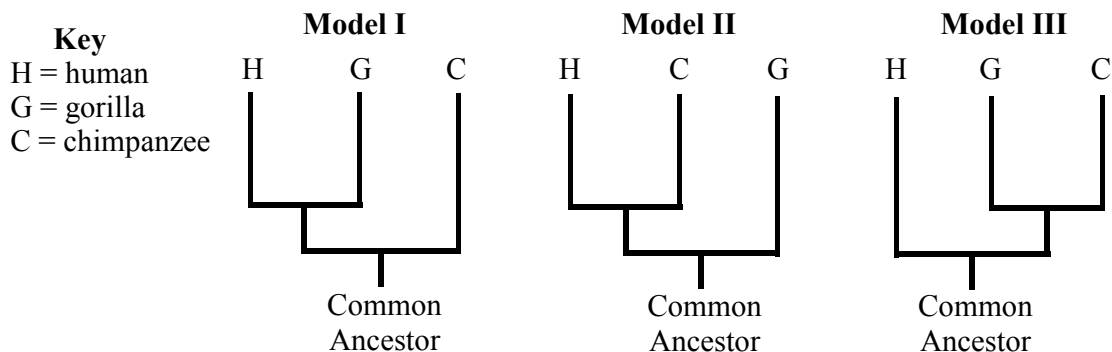 Key
H = human
G = gorilla
C = chimpanzee
Model I
H G C
Common
Ancestor
Model II
H C G
Common
Ancestor
Model III
H G C
Common
Ancestor